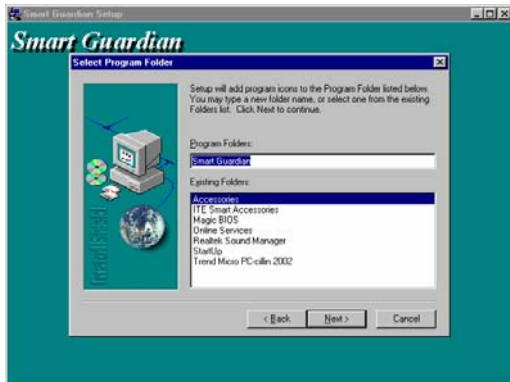 Smart Guardian Setup
Smart Guardian
Select Program Folder
Setup will add program icons to the Program Folder listed below.
You may type a new folder name, or select one from the existing
Folders list. Click Next to continue.
Program Folders:
Smart Guardian
Existing Folders:
Accessories
ITE Smart Accessories
Magic BIOS
Online Services
Realtek Sound Manager
StartUp
Trend Micro PC-cillin 2002
InstallShield
< Back
Next >
Cancel